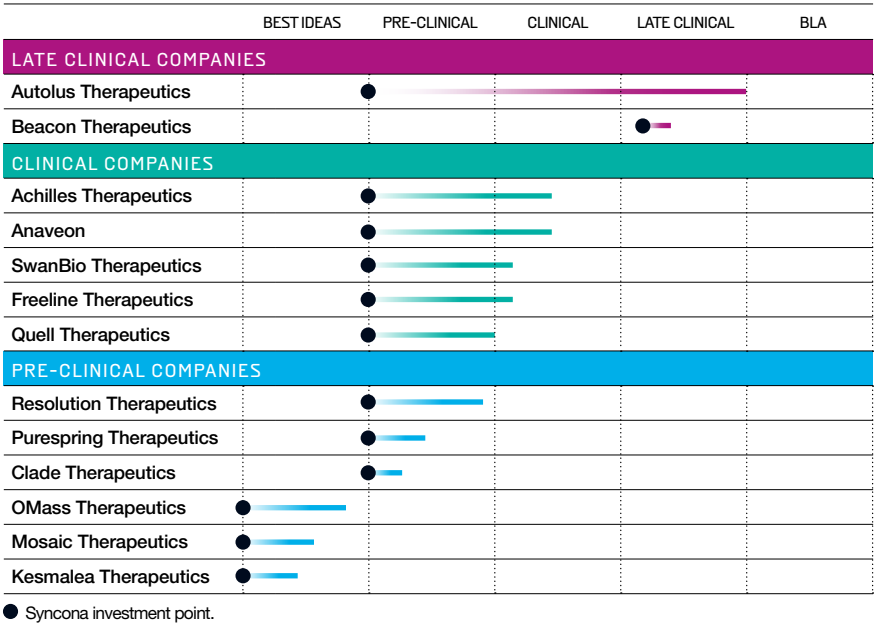 BEST IDEAS PRE-CLINICAL CLINICAL LATE CLINICAL BLA
LATE CLINICAL COMPANIES
Autolus Therapeutics
Beacon Therapeutics
CLINICAL COMPANIES
Achilles Therapeutics
Anaveon
SwanBio Therapeutics
Freeline Therapeutics
Quell Therapeutics
PRE-CLINICAL COMPANIES
Resolution Therapeutics
Purespring Therapeutics
Clade Therapeutics
OMass Therapeutics
Mosaic Therapeutics
Kesmalea Therapeutics
Syncona investment point.